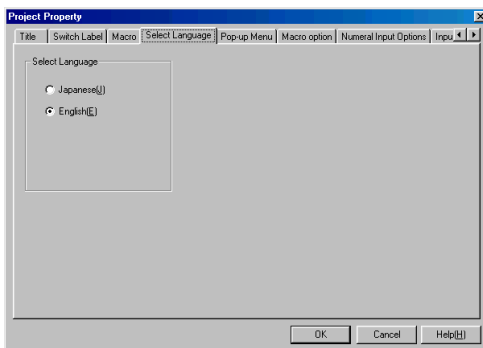 Project Property
Title Switch Label Macro Select Language Pop-up Menu Macro option Numeral Input Options Inpu
Select Language
Japanese(J)
English(E)
OK Cancel Help(H)